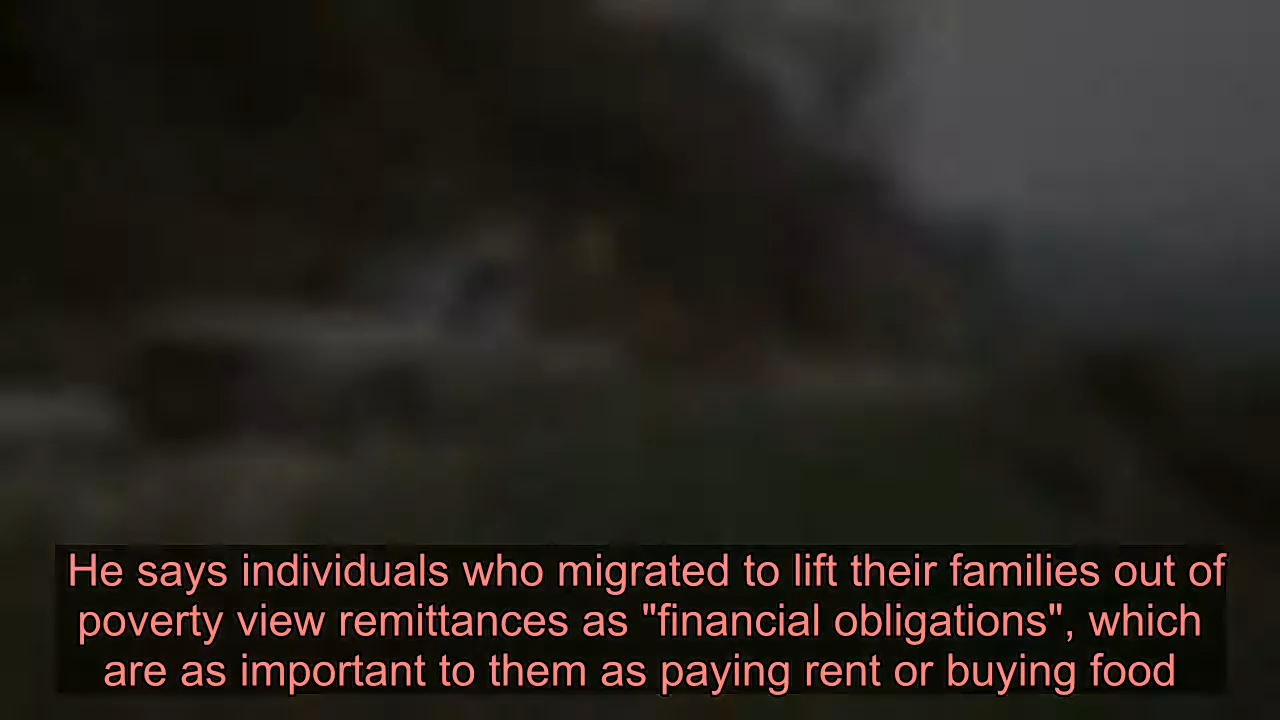 He says individuals who migrated to lift their families out of
poverty view remittances as "financial obligations", which
are as important to them as paying rent or buying food